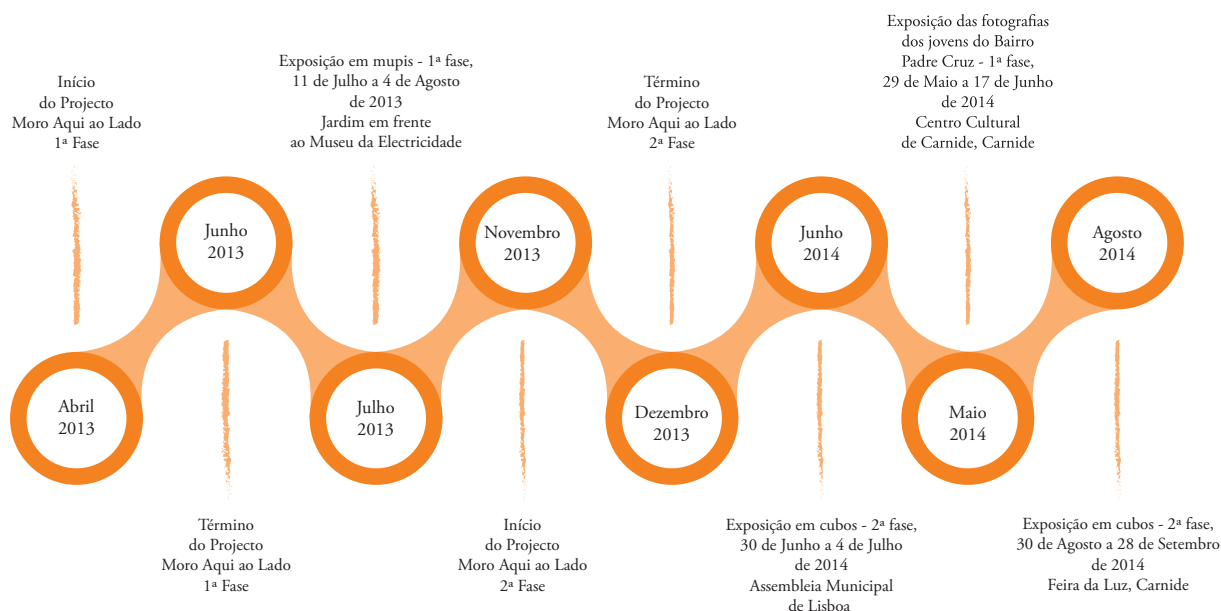 Início
do Projecto
Moro Aqui ao Lado
1ª Fase
Exposição em mupis - 1ª fase,
11 de Julho a 4 de Agosto
de 2013
Jardim em frente
ao Museu da Electricidade
Término
do Projecto
Moro Aqui ao Lado
2ª Fase
Exposição das fotografias
dos jovens do Bairro
Padre Cruz - 1ª fase,
29 de Maio a 17 de Junho
de 2014
Centro Cultural
de Carnide, Carnide
Junho
2013
Novembro
2013
Junho
2014
Agosto
2014
Abril
2013
Julho
2013
Dezembro
2013
Maio
2014
Término
do Projecto
Moro Aqui ao Lado
1ª Fase
Início
do Projecto
Moro Aqui ao Lado
2ª Fase
Exposição em cubos - 2ª fase,
30 de Junho a 4 de Julho
de 2014
Assembleia Municipal
de Lisboa
Exposição em cubos - 2ª fase,
30 de Agosto a 28 de Setembro
de 2014
Feira da Luz, Carnide